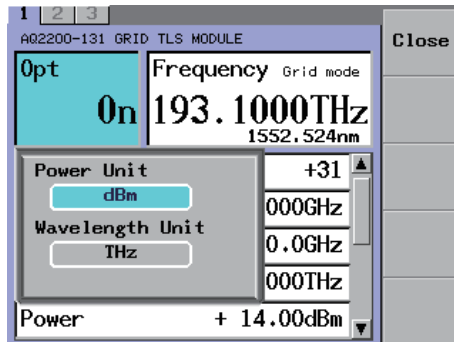 1 2 3
AQ2200-131 GRID TLS MODULE
Close
Opt
On
Frequency Grid mode
193.1000THz
1552.524nm
Power Unit
dBm
Wavelength Unit
THz
+31
000GHz
0.0GHz
000THz
Power + 14.00dBm